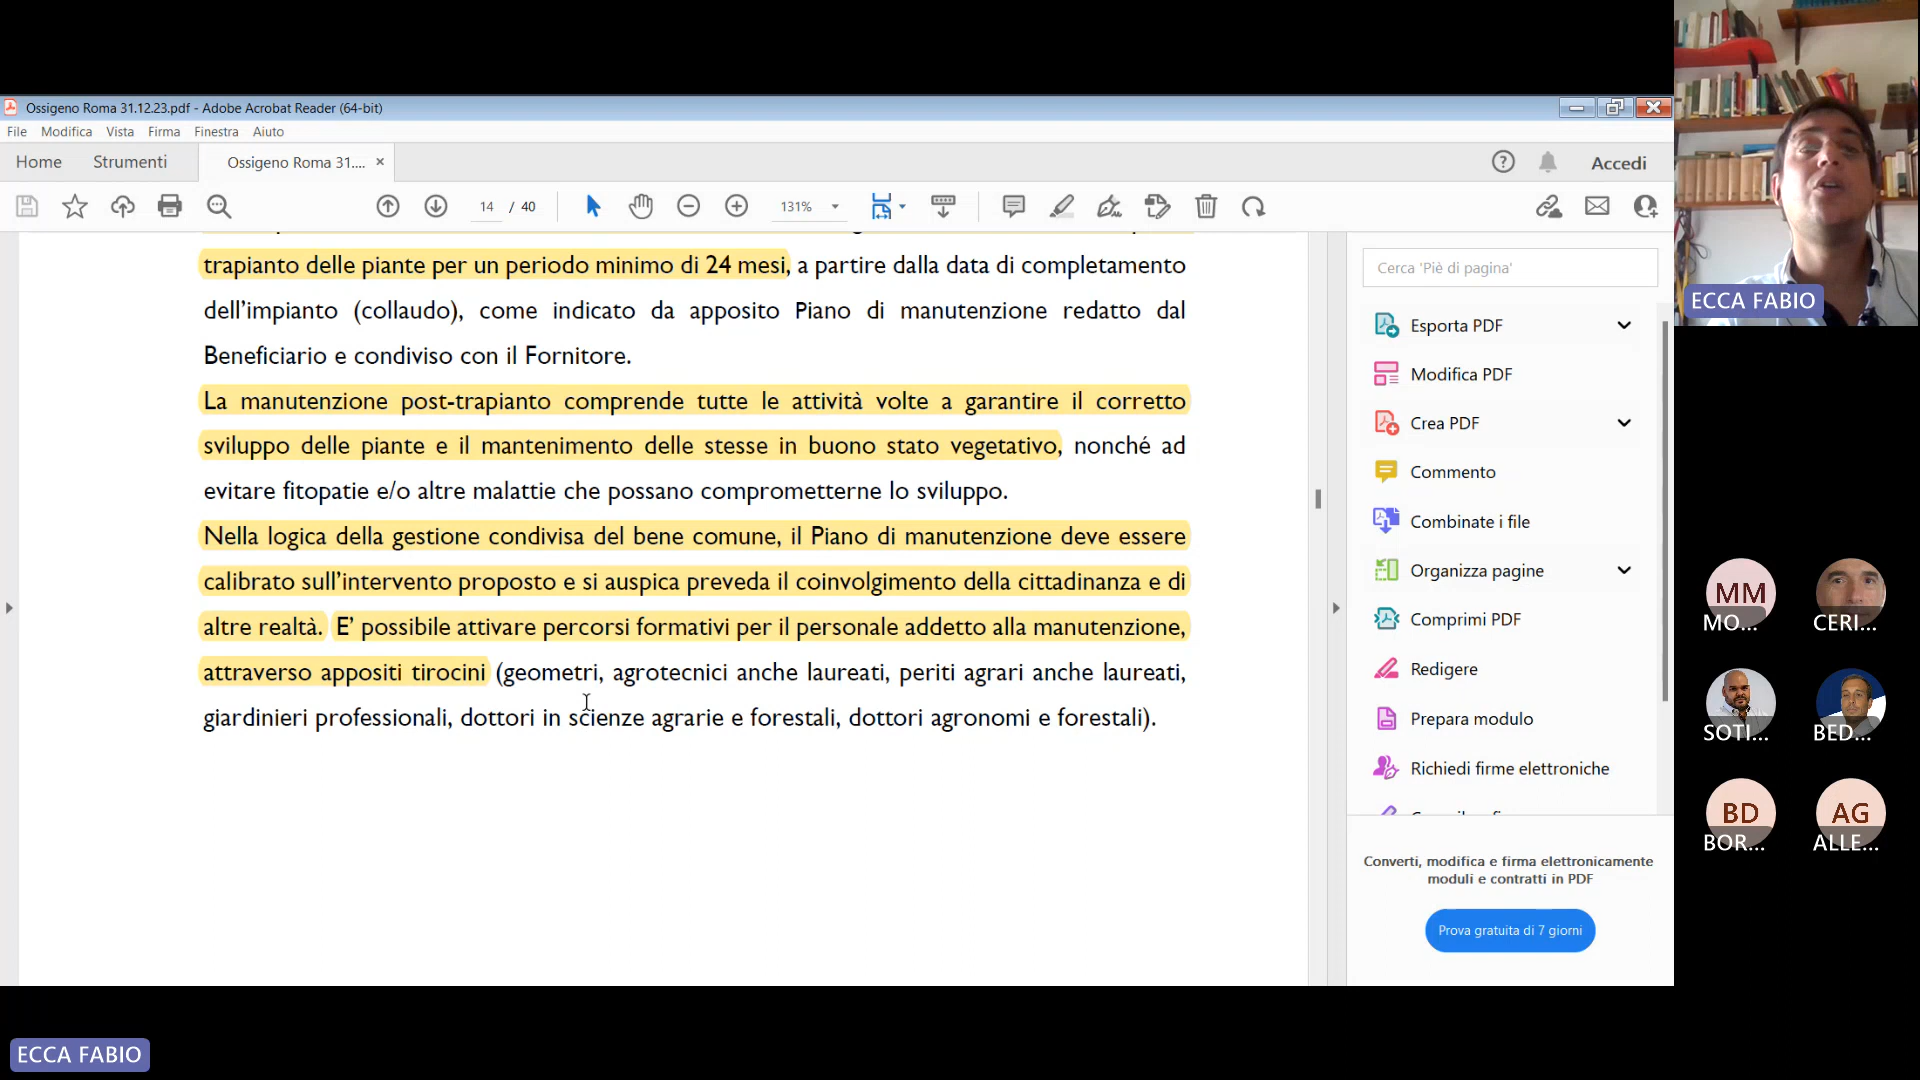 Ossigeno Roma 31.12.23.pdf - Adobe Acrobat Reader (64-bit)
File Modifica Vista Firma Finestra Aiuto
Home Strumenti Ossigeno Roma 31.... × Accedi
14 / 40 131%
trapianto delle piante per un periodo minimo di 24 mesi, a partire dalla data di completamento
dell’impianto (collaudo), come indicato da apposito Piano di manutenzione redatto dal
Beneficiario e condiviso con il Fornitore.
La manutenzione post-trapianto comprende tutte le attività volte a garantire il corretto
sviluppo delle piante e il mantenimento delle stesse in buono stato vegetativo, nonché ad
evitare fitopatie e/o altre malattie che possano comprometterne lo sviluppo.
Nella logica della gestione condivisa del bene comune, il Piano di manutenzione deve essere
calibrato sull’intervento proposto e si auspica preveda il coinvolgimento della cittadinanza e di
altre realtà. E’ possibile attivare percorsi formativi per il personale addetto alla manutenzione,
attraverso appositi tirocini (geometri, agrotecnici anche laureati, periti agrari anche laureati,
giardinieri professionali, dottori in scienze agrarie e forestali, dottori agronomi e forestali).
Cerca 'Piè di pagina'
Esporta PDF
Modifica PDF
Crea PDF
Commento
Combinate i file
Organizza pagine
Comprimi PDF
Redigere
Prepara modulo
Richiedi firme elettroniche
Converti, modifica e firma elettronicamente
moduli e contratti in PDF
Prova gratuita di 7 giorni
ECCA FABIO
MM
MO... CERI...
SOTI... BED...
BD AG
BOR... ALLE...
ECCA FABIO